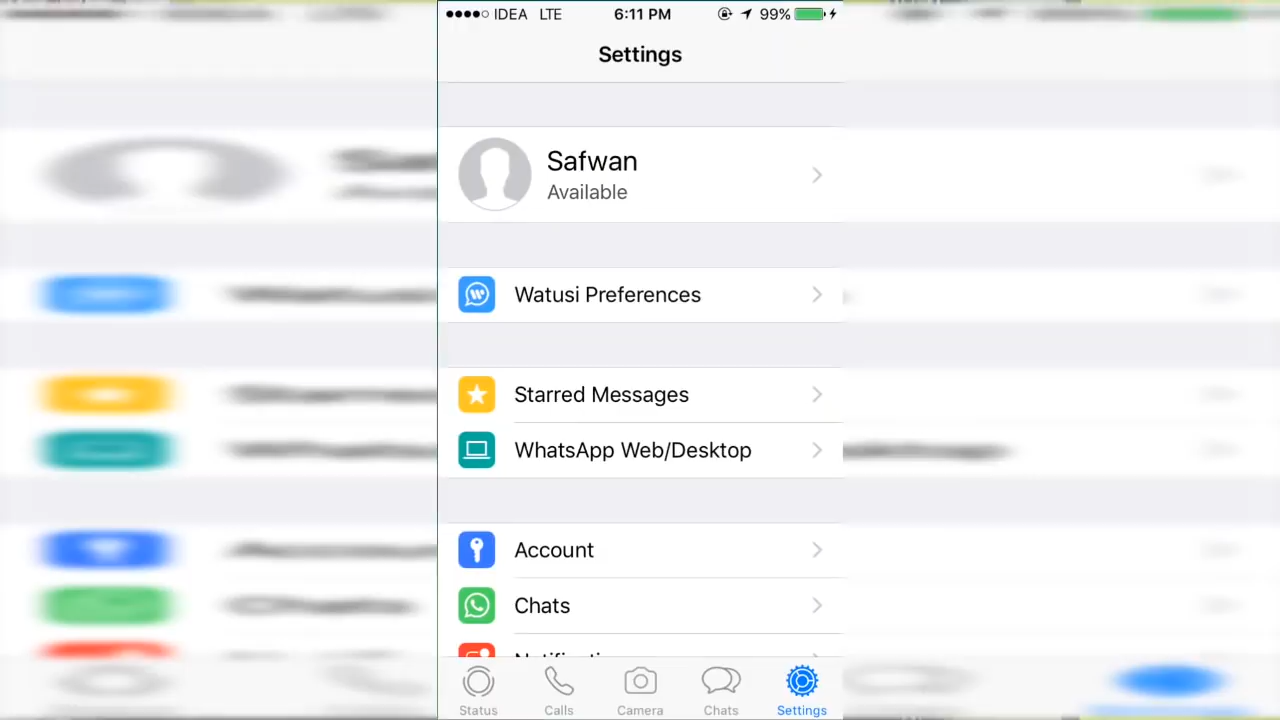 IDEA LTE 6:11 PM 99%
Settings
Safwan
Available
Watusi Preferences
Starred Messages
WhatsApp Web/Desktop
Account
Chats
Status Calls Camera Chats Settings